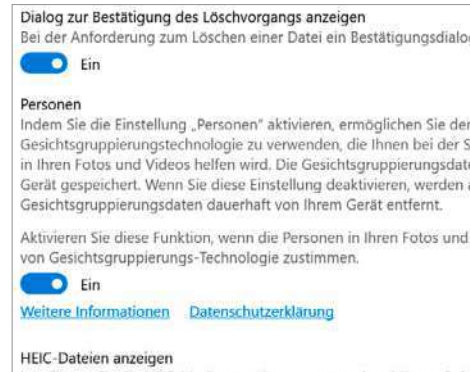 Dialog zur Bestätigung des Löschvorgangs anzeigen
Bei der Anforderung zum Löschen einer Datei ein
Ein
Personen
Indem Sie die Einstellung „Personen“ aktivieren, ermöglichen Sie
Gesichtsgruppierungstechnologie zu verwenden, die Ihnen bei der
in Ihren Fotos und Videos helfen wird. Die
Gerät gespeichert. Wenn Sie diese Einstellung deaktivieren, werden
Gesichtsgruppierungsdaten dauerhaft von Ihrem Gerät entfernt.
Aktivieren Sie diese Funktion, wenn die Personen in Ihren Fotos und
von Gesichtsgruppierungs-Technologie zustimmen.
Ein
Weitere Informationen Datenschutzerklärung
HEIC-Dateien anzeigen